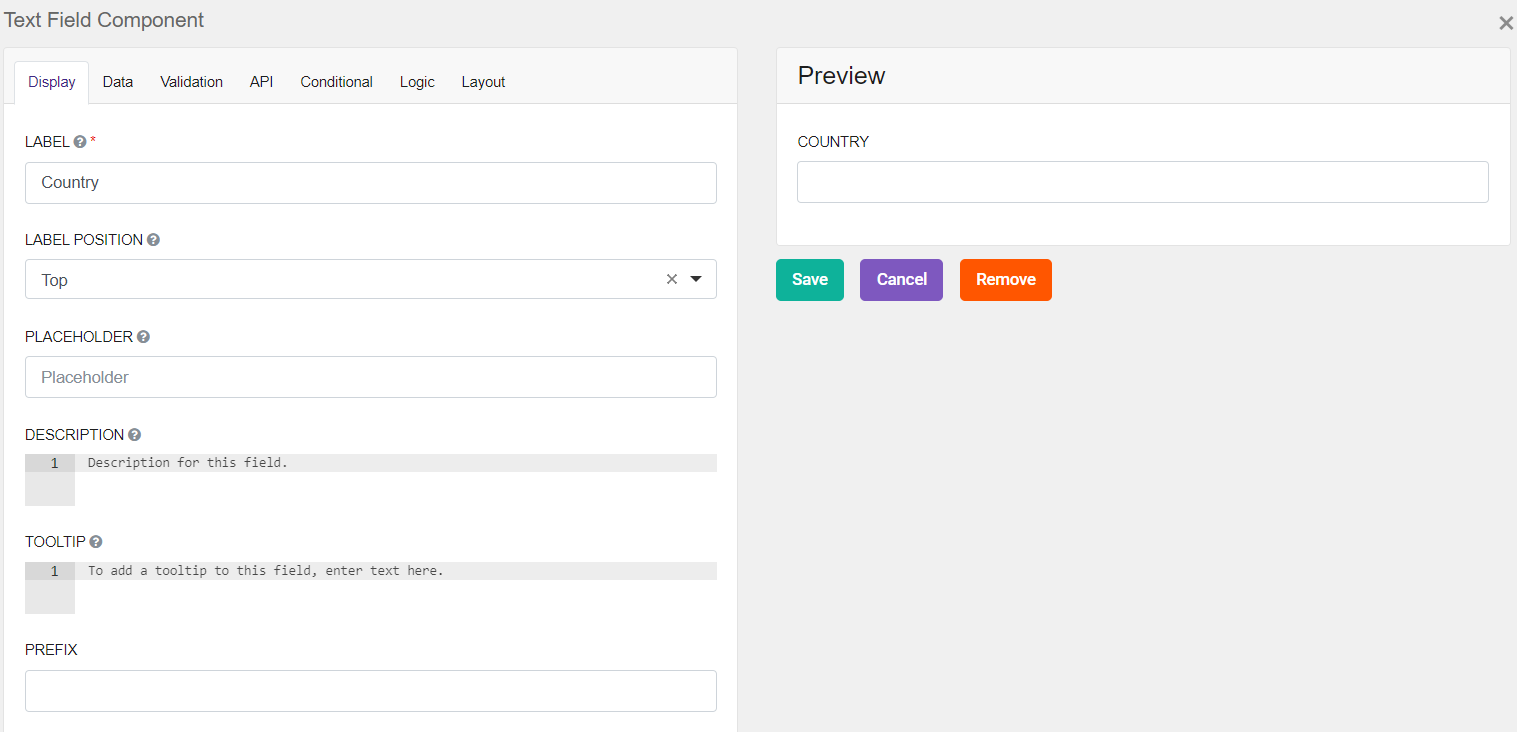 Text Field Component
Display Data Validation API Conditional Logic Layout
LABEL *
Country
LABEL POSITION
Top
PLACEHOLDER
Placeholder
DESCRIPTION
1 Description for this field.
TOOLTIP
1 To add a tooltip to this field, enter text here.
PREFIX
Preview
COUNTRY
Save Cancel Remove